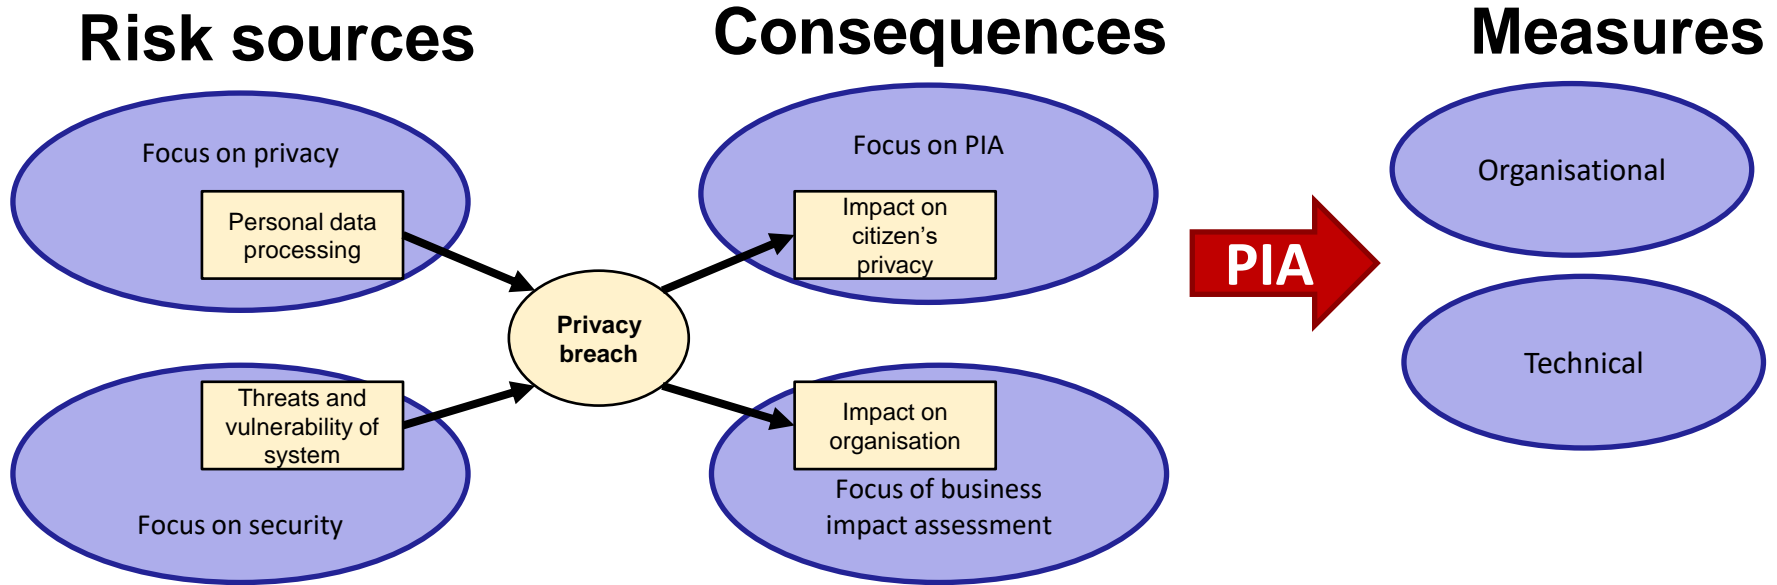 Risk sources
Consequences
Measures
Focus on privacy
Personal data
processing
Focus on PIA
Impact on
citizen's
privacy
Organisational
PIA
Privacy
breach
Technical
Threats and
vulnerability of
system
Focus on security
Impact on
organisation
Focus of business
impact assessment